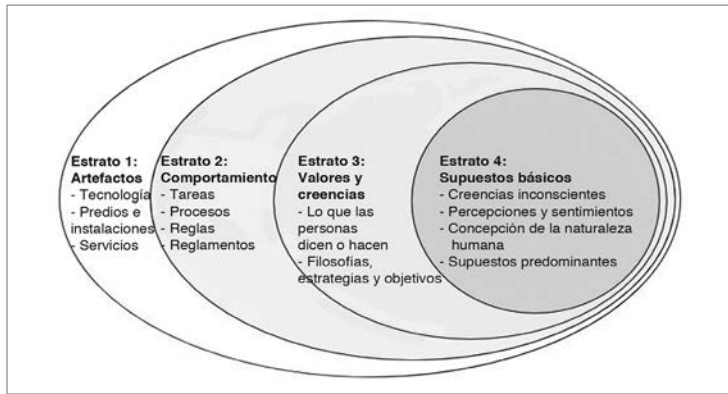 Estrato 1:
Artefactos
- Tecnología
- Predios e
instalaciones
- Servicios
Estrato 2:
Comportamiento
- Tareas
- Procesos
- Reglas
- Reglamentos
Estrato 3:
Valores y
creencias
- Lo que las
personas
dicen o hacen
- Filosofías,
estrategias y objetivos
Estrato 4:
Supuestos básicos
- Creencias inconscientes
- Percepciones y sentimientos
- Concepción de la naturaleza
humana
- Supuestos predominantes